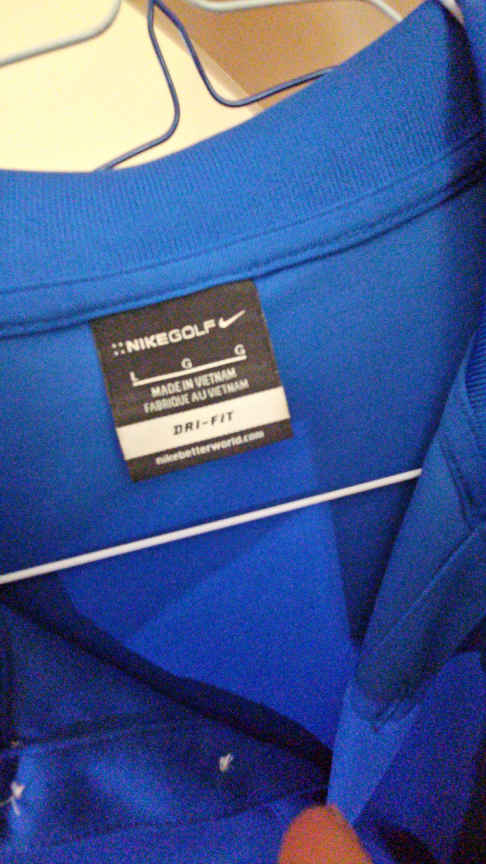 NIKEGOLF
L G G
MADE IN VIETNAM
FABRIQUE AU VIETNAM
DRI-FIT
nikebetterworld.com